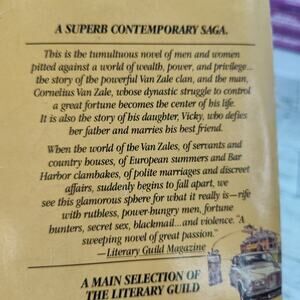 A SUPERB CONTEMPORARY SAGA.
This is the tumultuous novel of men and women
pitted against a world of wealth, power, and privilege...
the story of the powerful Van Zale clan, and the man,
Cornelius Van Zale, whose dynastic struggle to control
a great fortune becomes the center of his life.
It is also the story of his daughter, Vicky, who defies
her father and marries his best friend.
When the world of the Van Zales, of servants and
country houses, of European summers and Bar
Harbor clambakes, of polite marriages and discreet
affairs, suddenly begins to fall apart, we
see this glamorous sphere for what it really is—rife
with ruthless, power-hungry men, fortune
hunters, secret sex, blackmail...and violence. "A
sweeping novel of great passion."
—Literary Guild Magazine
A MAIN SELECTION OF
THE LITERARY GUILD